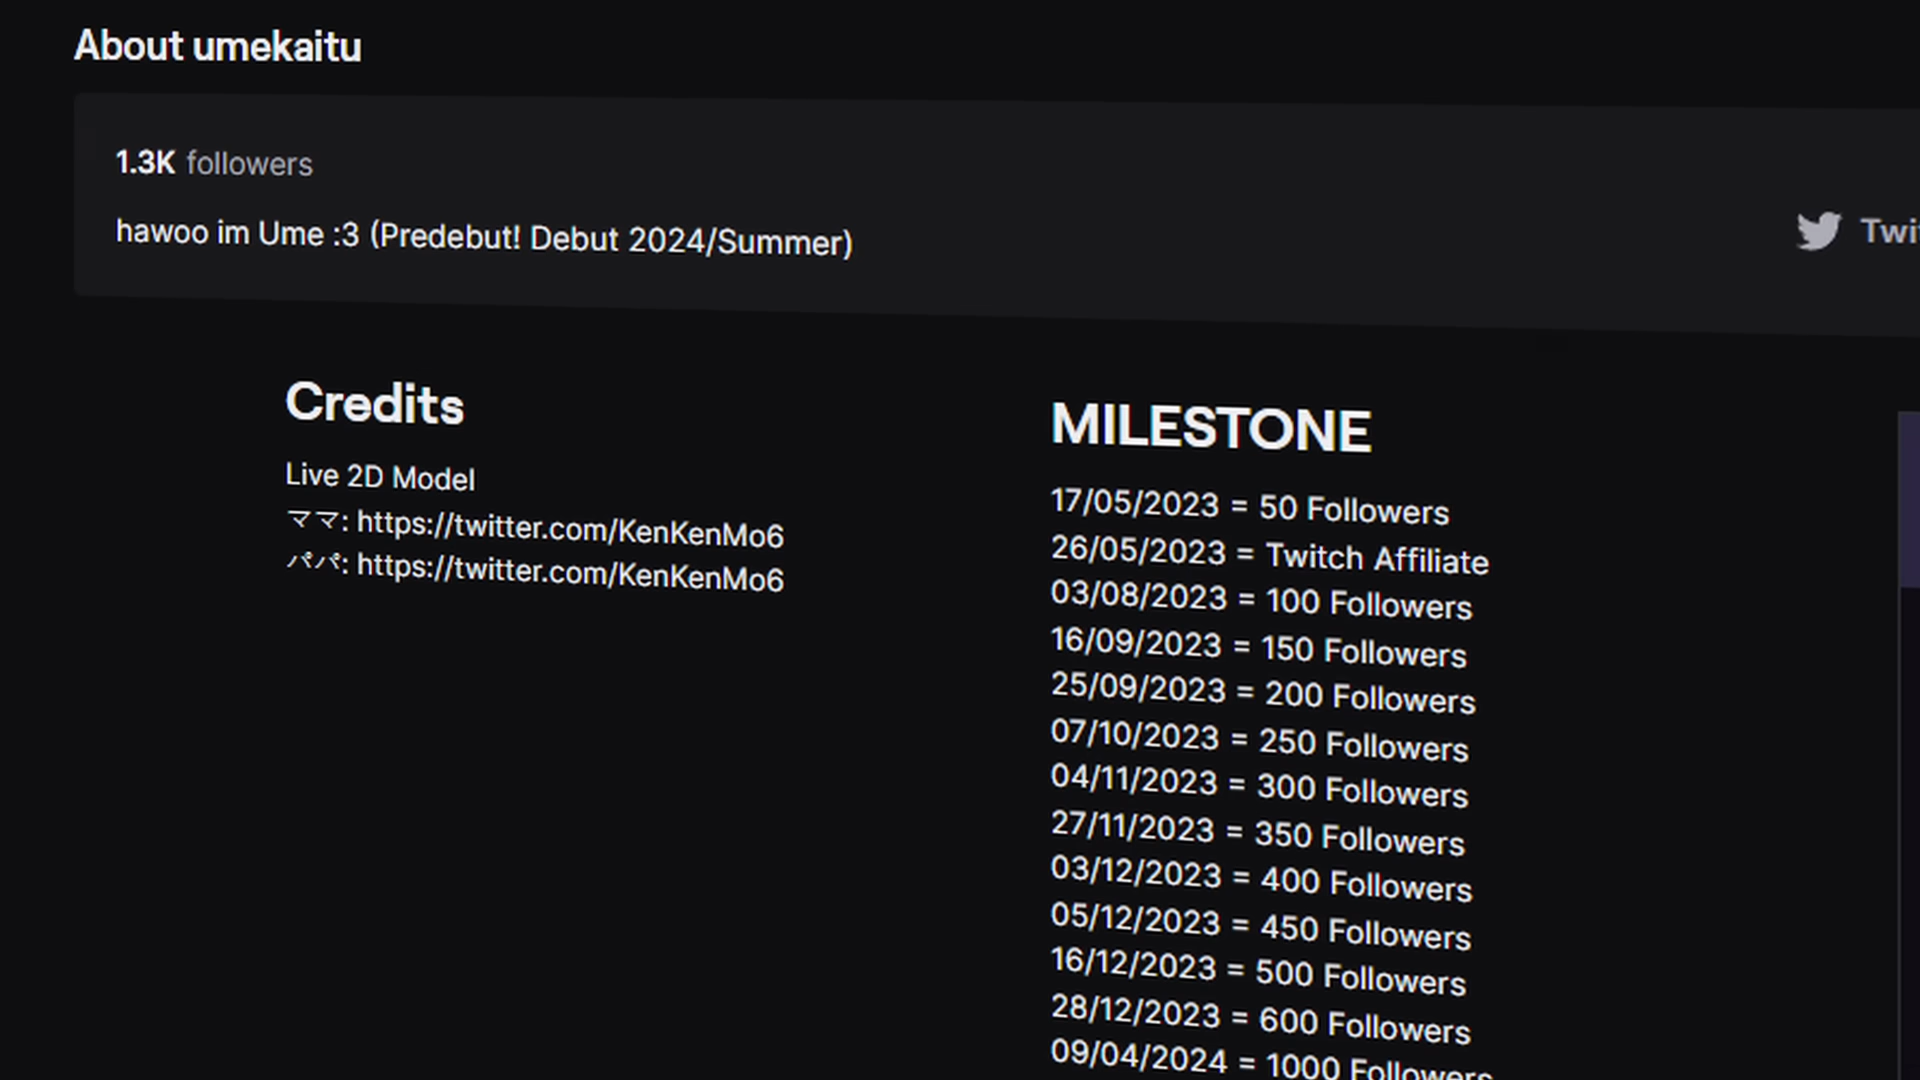 About umekaitu
1.3K followers
hawoo im Ume :3 (Predebut! Debut 2024/Summer)
Credits
Live 2D Model
ママ: https://twitter.com/KenKenMo6
パパ: https://twitter.com/KenKenMo6
MILESTONE
17/05/2023 = 50 Followers
26/05/2023 = Twitch Affiliate
03/08/2023 = 100 Followers
16/09/2023 = 150 Followers
25/09/2023 = 200 Followers
07/10/2023 = 250 Followers
04/11/2023 = 300 Followers
27/11/2023 = 350 Followers
03/12/2023 = 400 Followers
05/12/2023 = 450 Followers
16/12/2023 = 500 Followers
28/12/2023 = 600 Followers
09/04/2024 = 1000 Followers